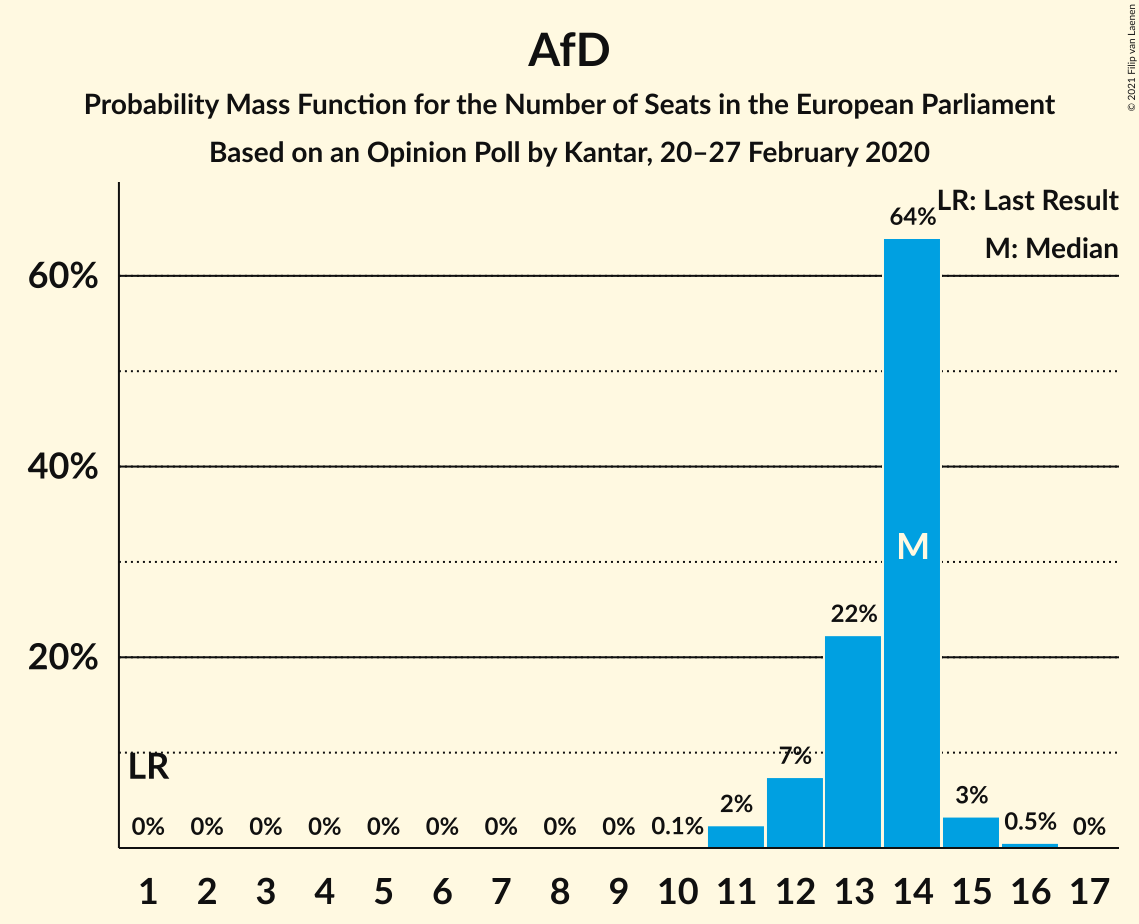 © 2021 Filip van Laenen
AfD
Probability Mass Function for the Number of Seats in the European Parliament
Based on an Opinion Poll by Kantar, 20–27 February 2020
LR: Last Result
M: Median
60%
40%
20%
LR
M
0% 0% 0% 0% 0% 0% 0% 0% 0% 0.1% 2% 7% 22% 64% 3% 0.5% 0%
1 2 3 4 5 6 7 8 9 10 11 12 13 14 15 16 17